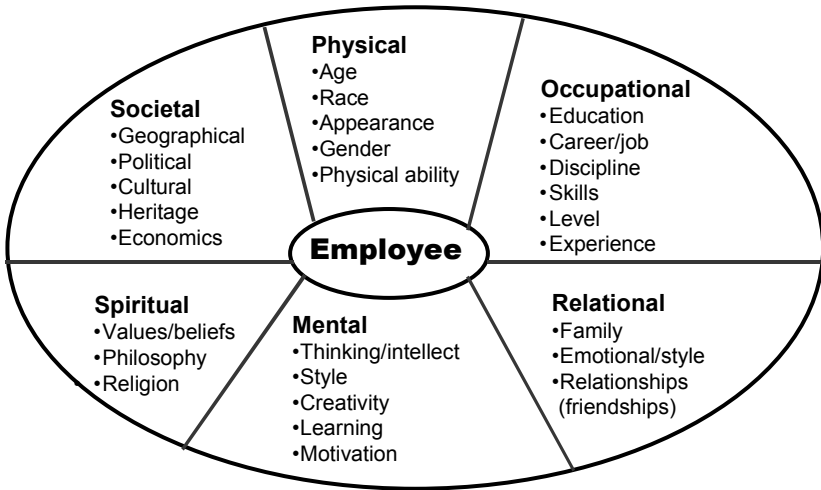 Physical
•Age
•Race
•Appearance
•Gender
•Physical ability
Occupational
•Education
•Career/job
•Discipline
•Skills
•Level
•Experience
Societal
•Geographical
•Political
•Cultural
•Heritage
•Economics
Employee
Spiritual
•Values/beliefs
•Philosophy
•Religion
Mental
•Thinking/intellect
•Style
•Creativity
•Learning
•Motivation
Relational
•Family
•Emotional/style
•Relationships
(friendships)